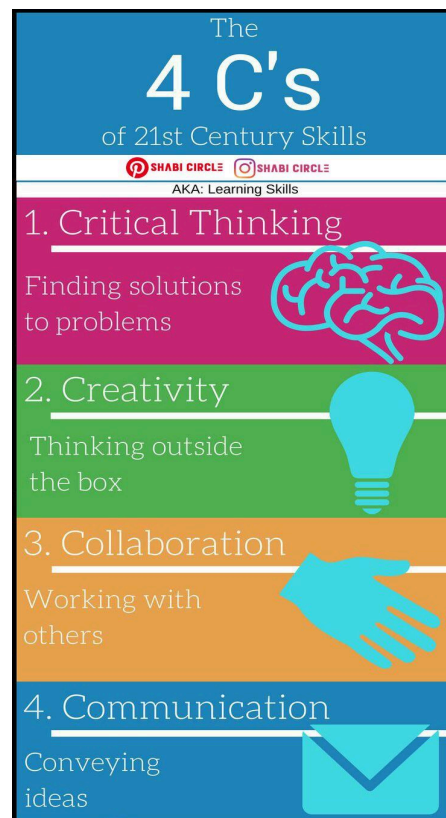 The
4 C's
of 21st Century Skills
SHABI CIRCLE SHABI CIRCLE
AKA: Learning Skills
1. Critical Thinking
Finding solutions
to problems
2. Creativity
Thinking outside
the box
3. Collaboration
Working with
others
4. Communication
Conveying
ideas